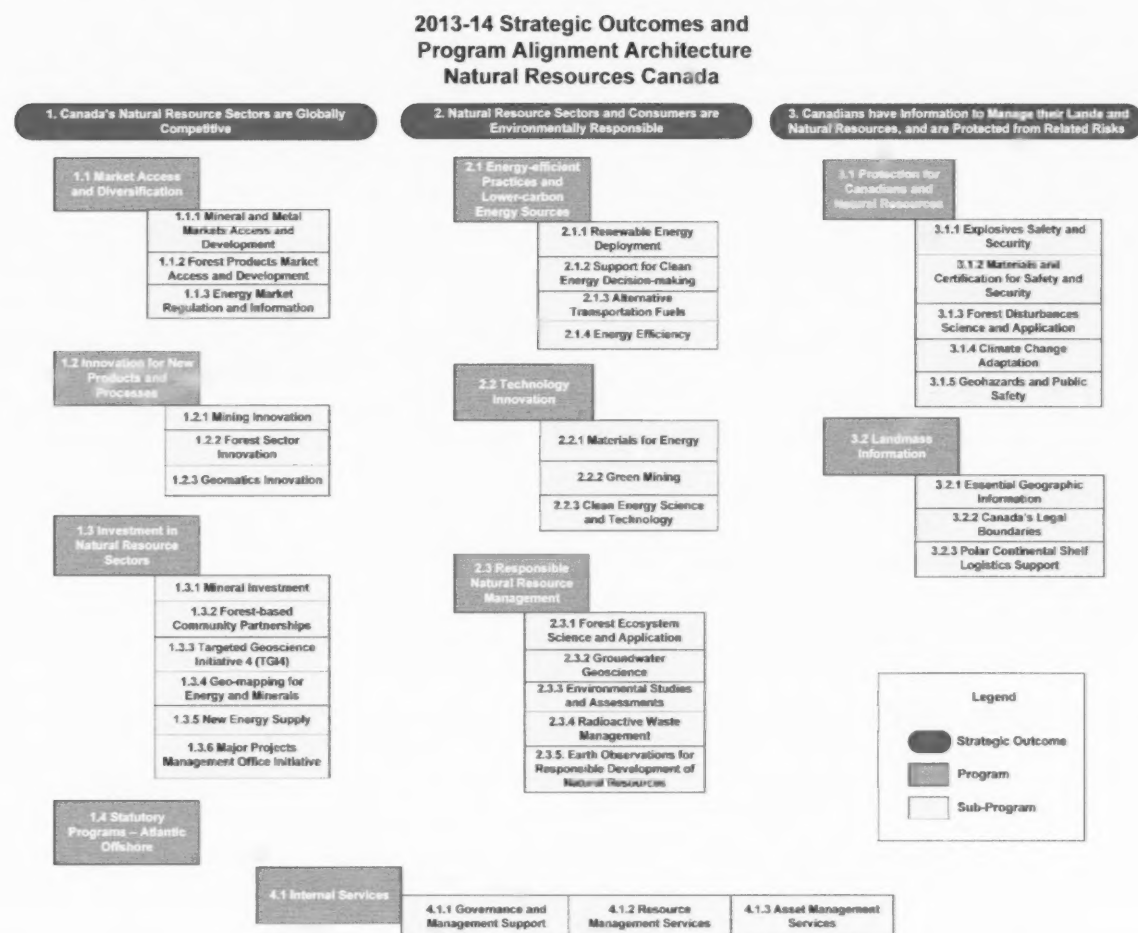 2013-14 Strategic Outcomes and
Program Alignment Architecture
Natural Resources Canada
1. Canada's Natural Resource Sectors are Globally
Competitive
1.1 Market Access
and Diversification
1.1.1 Mineral and Metal
Markets Access and
Development
1.1.2 Forest Products Market
Access and Development
1.1.3 Energy Market
Regulation and Information
1.2 Innovation for New
Products and
Processes
1.2.1 Mining Innovation
1.2.2 Forest Sector
Innovation
1.2.3 Geomatics Innovation
1.3 Investment in
Natural Resource
Sectors
1.3.1 Mineral Investment
1.3.2 Forest-based
Community Partnerships
1.3.3 Targeted Geoscience
Initiative 4 (TGI4)
1.3.4 Geo-mapping for
Energy and Minerals
1.3.5 New Energy Supply
1.3.6 Major Projects
Management Office Initiative
1.4 Statutory
Programs – Atlantic
Offshore
2. Natural Resource Sectors and Consumers are
Environmentally Responsible
2.1 Energy-efficient
Practices and
Lower-carbon
Energy Sources
2.1.1 Renewable Energy
Deployment
2.1.2 Support for Clean
Energy Decision-making
2.1.3 Alternative
Transportation Fuels
2.1.4 Energy Efficiency
2.2 Technology
Innovation
2.2.1 Materials for Energy
2.2.2 Green Mining
2.2.3 Clean Energy Science
and Technology
2.3 Responsible
Natural Resource
Management
2.3.1 Forest Ecosystem
Science and Application
2.3.2 Groundwater
Geoscience
2.3.3 Environmental Studies
and Assessments
2.3.4 Radioactive Waste
Management
2.3.5. Earth Observations for
Responsible Development of
Natural Resources
3. Canadians have Information to Manage their Lands and
Natural Resources, and are Protected from Related Risks
3.1 Protection for
Canadians and
Natural Resources
3.1.1 Explosives Safety and
Security
3.1.2 Materials and
Certification for Safety and
Security
3.1.3 Forest Disturbances
Science and Application
3.1.4 Climate Change
Adaptation
3.1.5 Geohazards and Public
Safety
3.2 Landmass
Information
3.2.1 Essential Geographic
Information
3.2.2 Canada's Legal
Boundaries
3.2.3 Polar Continental Shelf
Logistics Support
Legend
Strategic Outcome
Program
Sub-Program
4.1 Internal Services
4.1.1 Governance and
Management Support
4.1.2 Resource
Management Services
4.1.3 Asset Management
Services